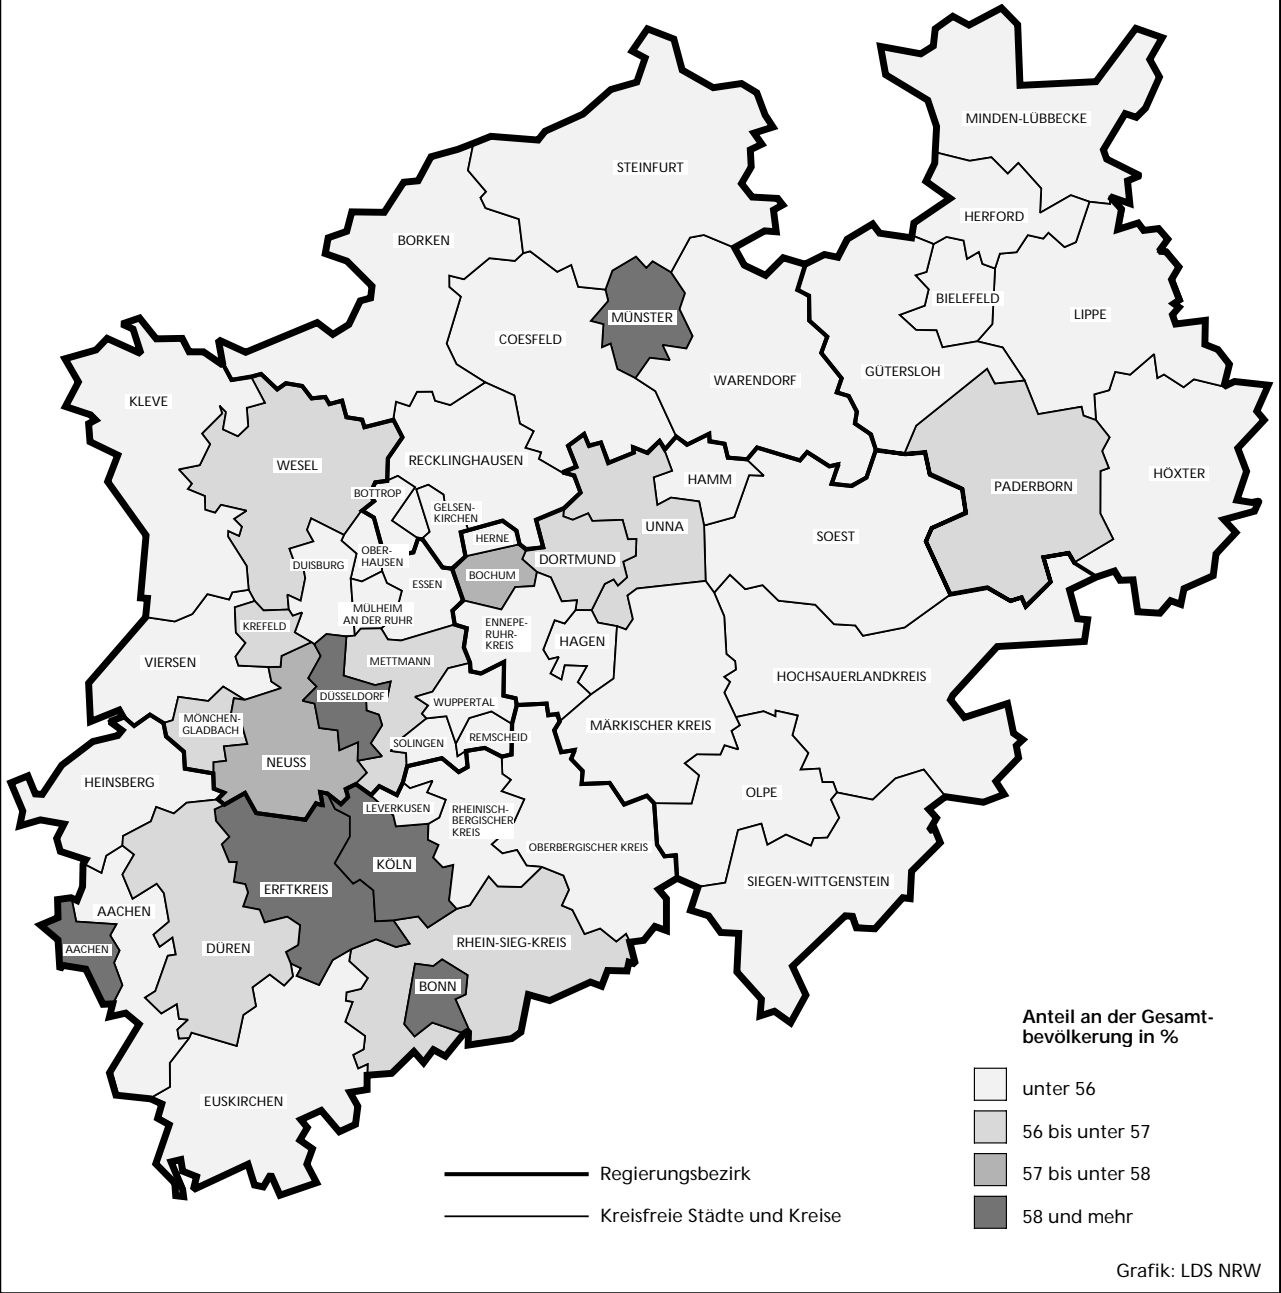 MINDEN-LÜBBECKE
STEINFURT
HERFORD
BORKEN
BIELEFELD
LIPPE
MÜNSTER
COESFELD
GÜTERSLOH
WARENDORF
KLEVE
WESEL
RECKLINGHAUSEN
HÖXTER
HAMM
PADERBORN
BOTTROP
GELSEN-
KIRCHEN
UNNA
SOEST
HERNE
OBER-
HAUSEN
DORTMUND
DUISBURG
BOCHUM
ESSEN
MÜLHEIM
AN DER RUHR
KREFELD
ENNEPE-
RUHR-
KREIS
HAGEN
VIERSEN
METTMANN
HOCHSAUERLANDKREIS
DÜSSELDORF
WUPPERTAL
MÖNCHEN-
GLADBACH
MÄRKISCHER KREIS
SOLINGEN
REMSCHEID
NEUSS
HEINSBERG
OLPE
LEVERKUSEN
RHEINISCH-
BERGISCHER
KREIS
OBERBERGISCHER KREIS
KÖLN
SIEGEN-WITTGENSTEIN
ERFTKREIS
AACHEN
RHEIN-SIEG-KREIS
AACHEN
DÜREN
BONN
EUSKIRCHEN
Anteil an der Gesamt-
bevölkerung in %
unter 56
56 bis unter 57
57 bis unter 58
58 und mehr
Regierungsbezirk
Kreisfreie Städte und Kreise
Grafik: LDS NRW